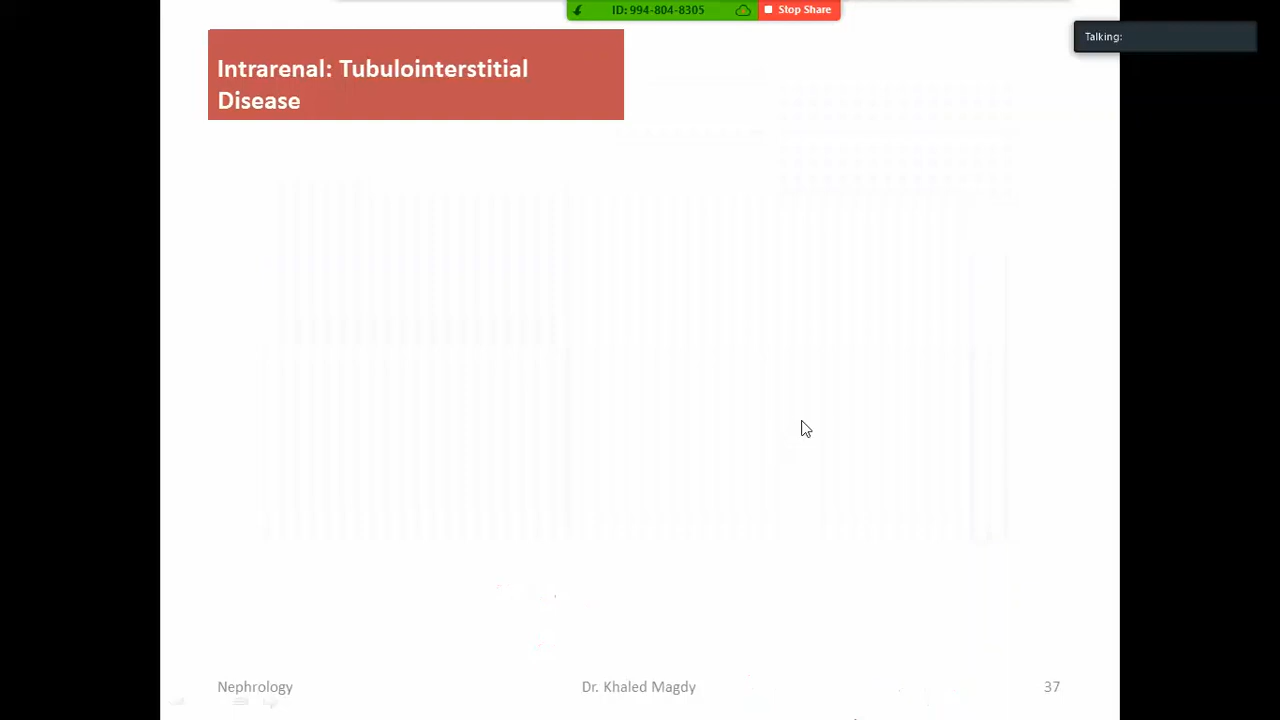 ID: 994-804-8305
Stop Share
Talking:
Intrarenal: Tubulointerstitial
Disease
Nephrology
Dr. Khaled Magdy
37